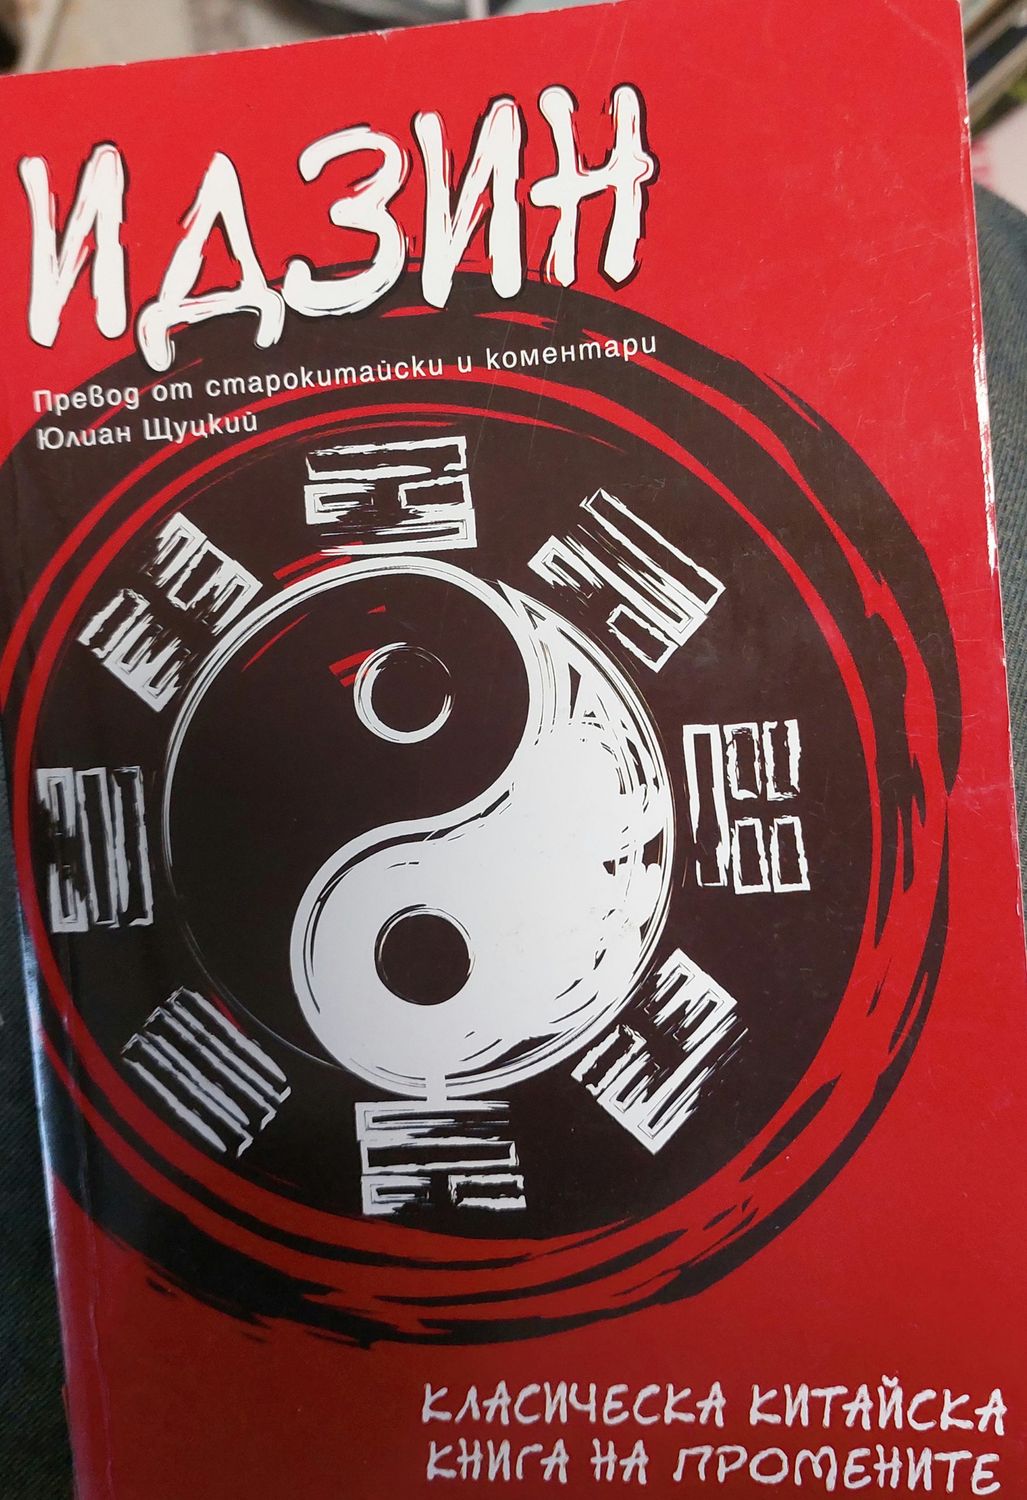 ИДЗИН
Превод от старокитайски и коментари
Юлиан Щуцкий
КЛАСИЧЕСКА КИТАЙСКА
КНИГА НА ПРОМЕНИТЕ